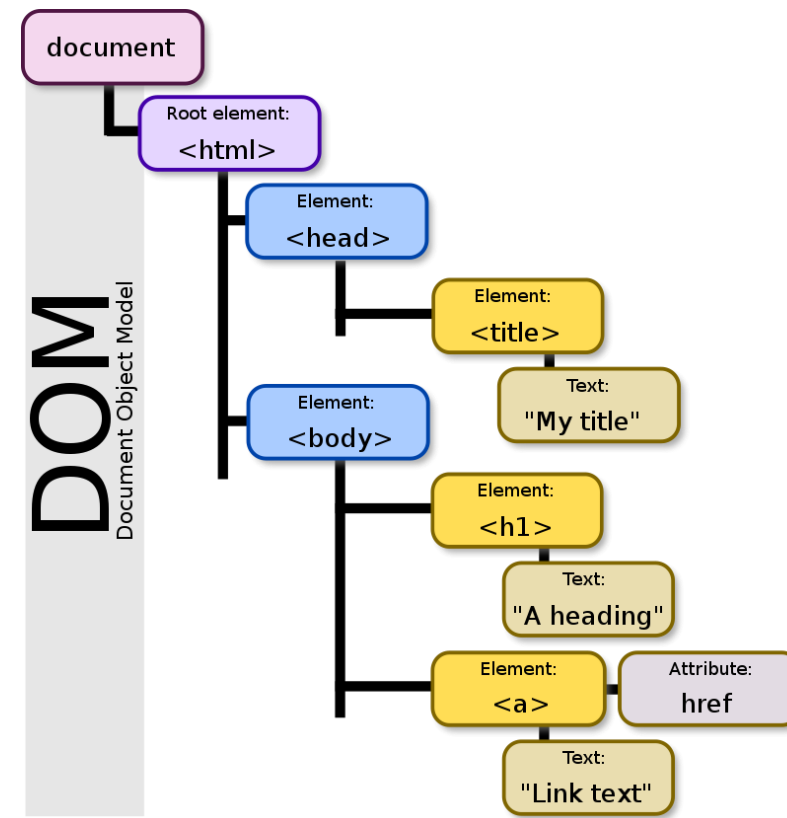 document
Root element:
<html>
Element:
<head>
Element:
<title>
Text:
"My title"
Element:
<body>
Element:
<h1>
Text:
"A heading"
Element:
<a>
Attribute:
href
Text:
"Link text"
DOM
Document Object Model